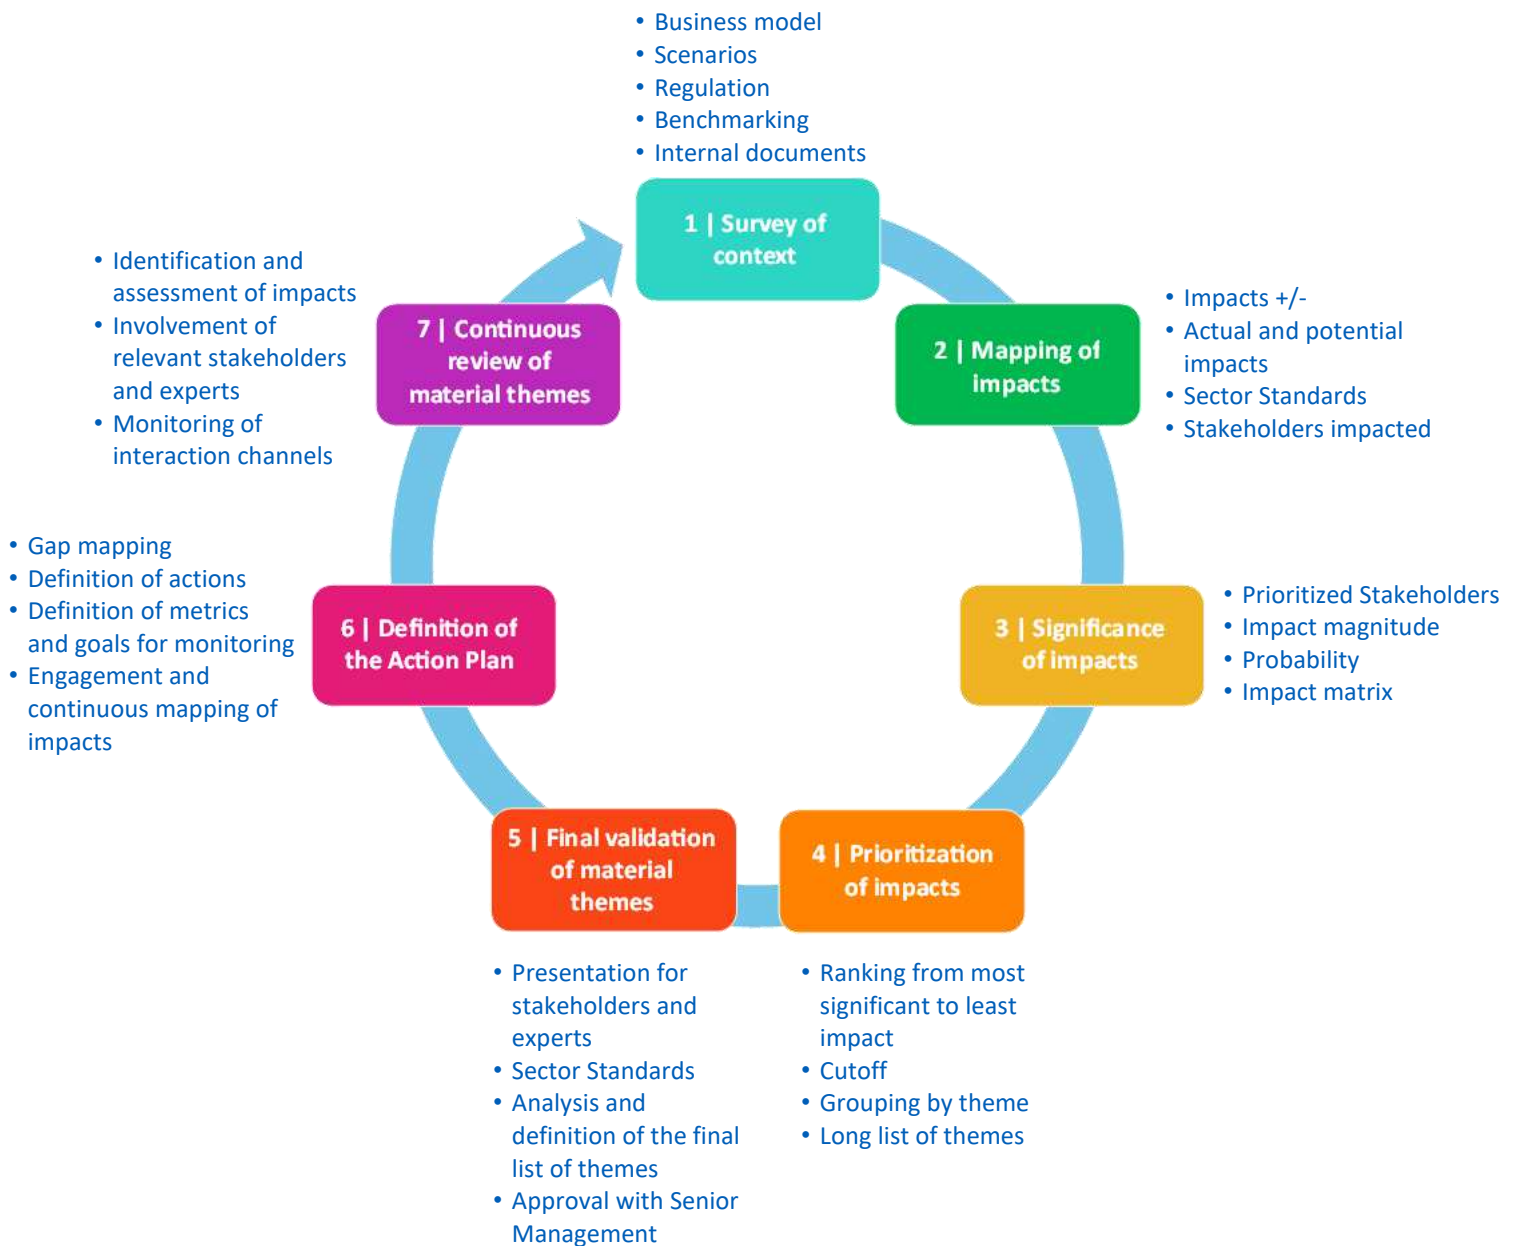 • Business model
• Scenarios
• Regulation
• Benchmarking
• Internal documents
1 | Survey of
context
• Impacts +/-
• Actual and potential
impacts
• Sector Standards
• Stakeholders impacted
2 | Mapping of
impacts
• Prioritized Stakeholders
• Impact magnitude
• Probability
• Impact matrix
3 | Significance
of impacts
4 | Prioritization
of impacts
• Ranking from most
significant to least
impact
• Cutoff
• Grouping by theme
• Long list of themes
5 | Final validation
of material
themes
• Presentation for
stakeholders and
experts
• Sector Standards
• Analysis and
definition of the final
list of themes
• Approval with Senior
Management
6 | Definition of
the Action Plan
• Gap mapping
• Definition of actions
• Definition of metrics
and goals for monitoring
• Engagement and
continuous mapping of
impacts
7 | Continuous
review of
material themes
• Identification and
assessment of impacts
• Involvement of
relevant stakeholders
and experts
• Monitoring of
interaction channels